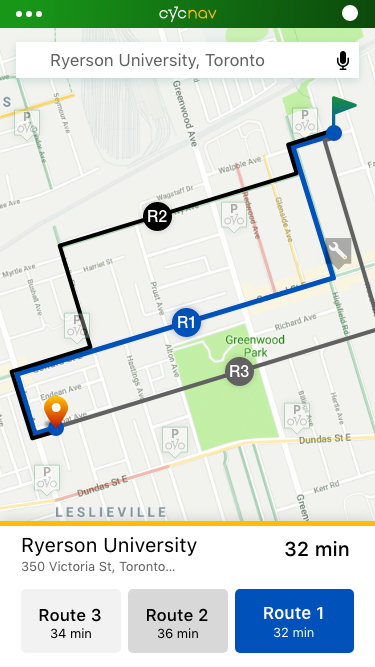 cycnav
Ryerson University, Toronto
S
P
Seymour Ave
Greenwood Ave
P
Walpole Ave
Wagstaff Dr
R2
P
Redwood Ave
Glenside Ave
Myrtle Ave
Harriet St
Bushell Ave
Prust Ave
P
R1
Highfield Rd
Richard Ave
Greenwood
Park
Alton Ave
Hastings Ave
R3
Endean Ave
P
P
Dundas St E
P
Dundas St E
Kerr Rd
LESLIEVILLE
Ryerson University
32 min
350 Victoria St, Toronto...
Route 3
34 min
Route 2
36 min
Route 1
32 min